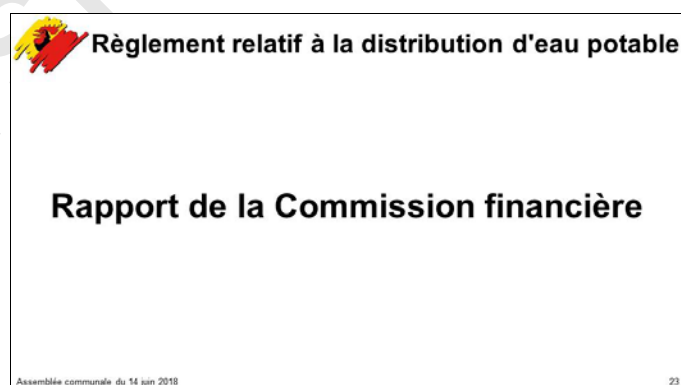 Règlement relatif à la distribution d'eau potable
Rapport de la Commission financière
Assemblée communale du 14 juin 2018
23